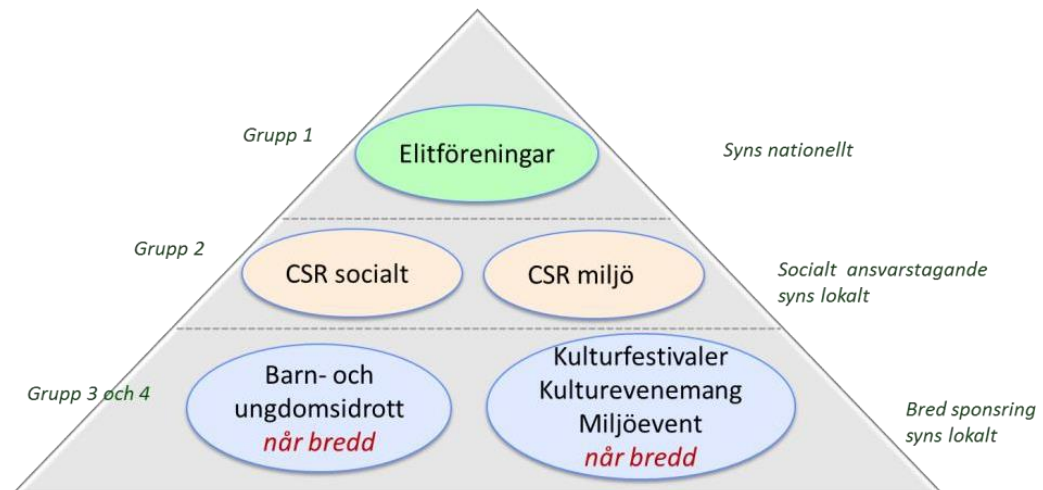 Grupp 1
Elitföreningar
Syns nationellt
Grupp 2
CSR socialt
CSR miljö
Socialt ansvarstagande
syns lokalt
Grupp 3 och 4
Barn- och
ungdomsidrott
når bredd
Kulturfestivaler
Kulturevenemang
Miljöevent
når bredd
Bred sponsring
syns lokalt